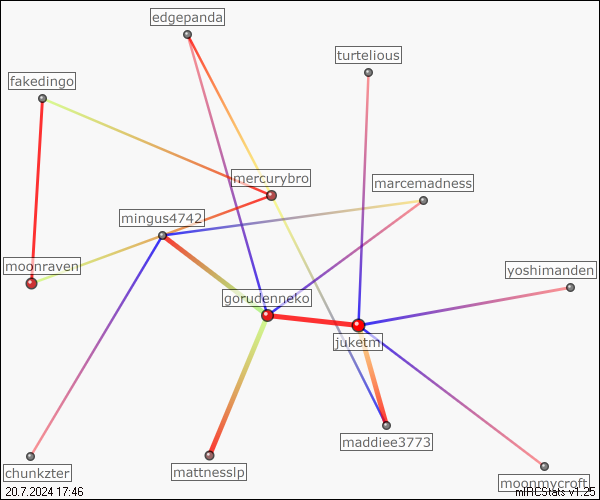 edgepanda
turtelious
fakedingo
mercurybro
marcemadness
mingus4742
moonraven
yoshimanden
gorudenneko
juketm
maddiee3773
chunkzter
mattnesslp
moonmycroft
20.7.2024 17:46
mIRCStats v1.25